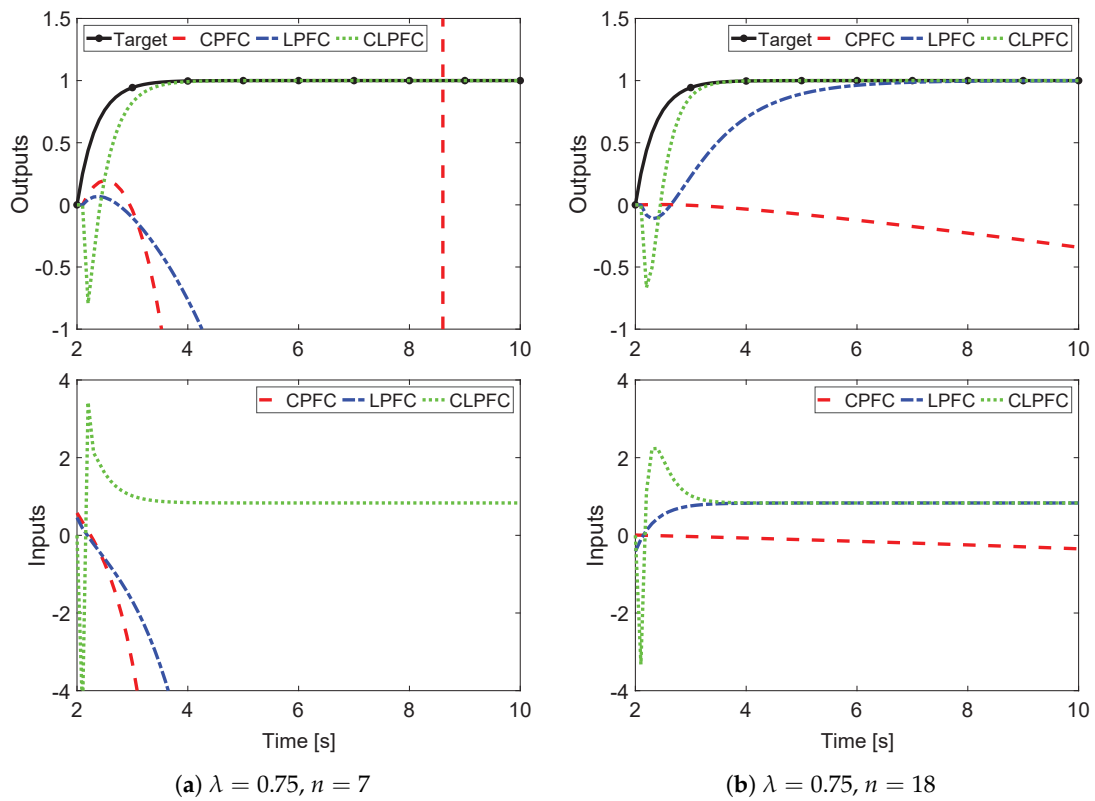 1.5
1
0.5
0
-0.5
-1
Outputs
Target CPFC LPFC CLPFC
2 4 6 8 10
1.5
1
0.5
0
-0.5
-1
Outputs
Target CPFC LPFC CLPFC
2 4 6 8 10
4
2
0
-2
-4
Inputs
CPFC LPFC CLPFC
2 4 6 8 10
Time [s]
4
2
0
-2
-4
Inputs
CPFC LPFC CLPFC
2 4 6 8 10
Time [s]
(a) λ = 0.75, n = 7
(b) λ = 0.75, n = 18